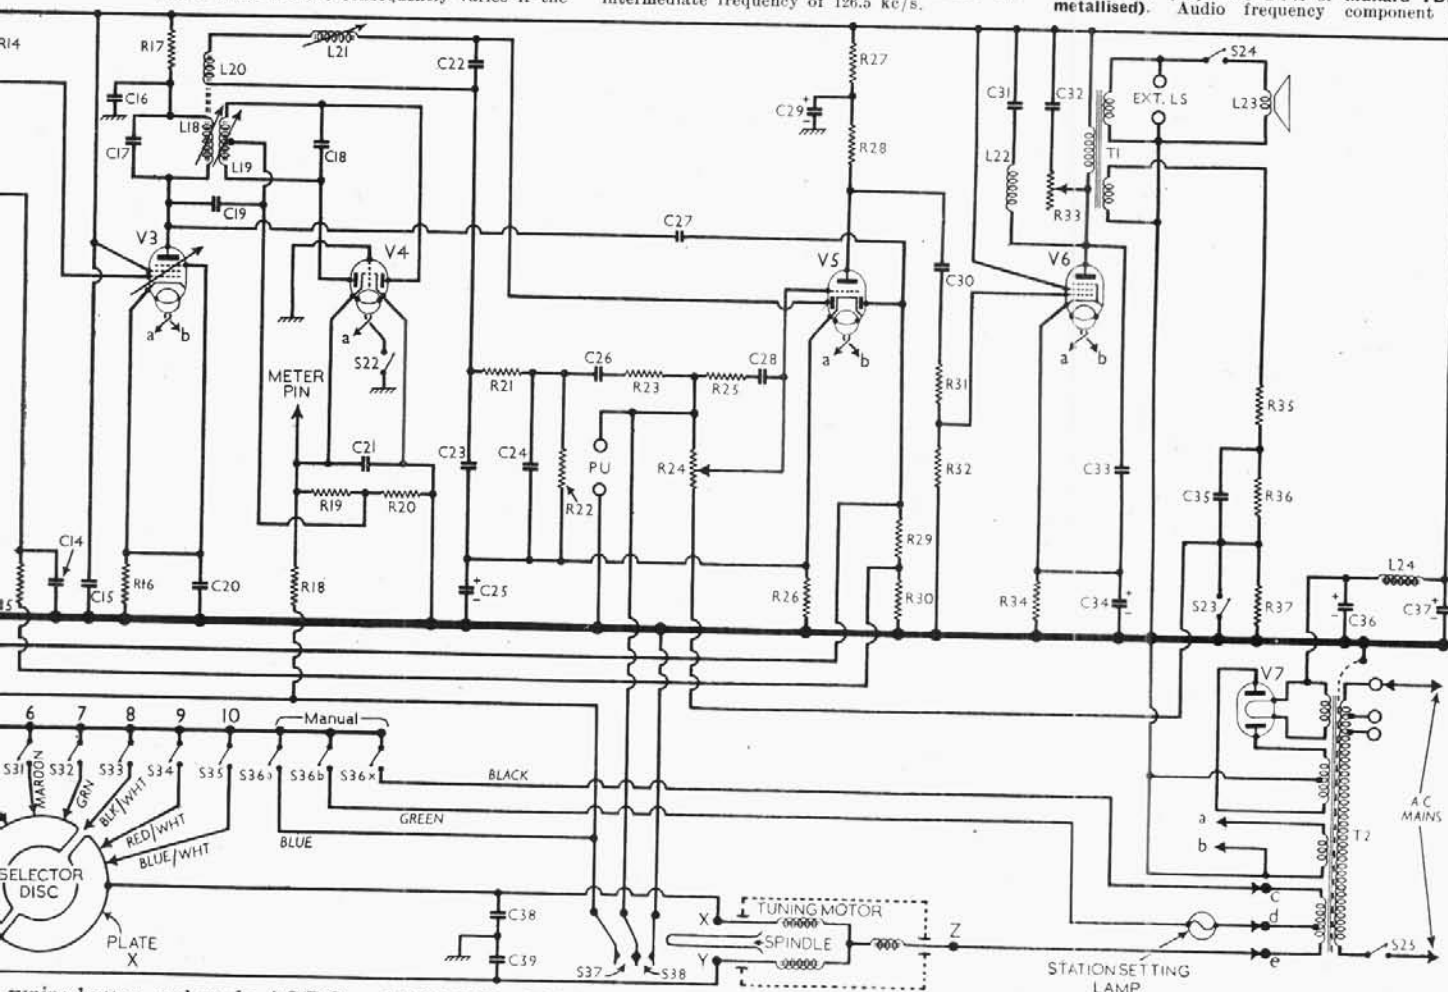 intermediate frequency of 126.5 kc/s.
metallised). Audio frequency component
R14
R17
L20
L21
C22
C16
L18
C17
L19
C18
C19
V3
V4
a b
a
S22
METER
PIN
C21
R19
R20
R18
C14
C15
R16
C20
C23
C24
R21
R22
C25
C26
R23
PU
R24
R25
C28
C27
R27
C29
R28
V5
a b
C30
R31
R32
R26
R29
R30
C31
C32
L22
R33
T1
V6
a b
C33
R34
C34
EXT. LS
S24
L23
R35
C35
R36
S23
R37
L24
C36
C37
V7
6 7 8 9 10 Manual
S31 S32 S33 S34 S35 S36b S36x
MAROON
GRN
BLK/WHT
RED/WHT
BLUE/WHT
BLACK
GREEN
BLUE
SELECTOR
DISC
PLATE
X
C38
C39
S37
S38
X
Y
TUNING MOTOR
SPINDLE
Z
STATION SETTING
LAMP
a
b
c
d
e
T2
A.C
MAINS
S25